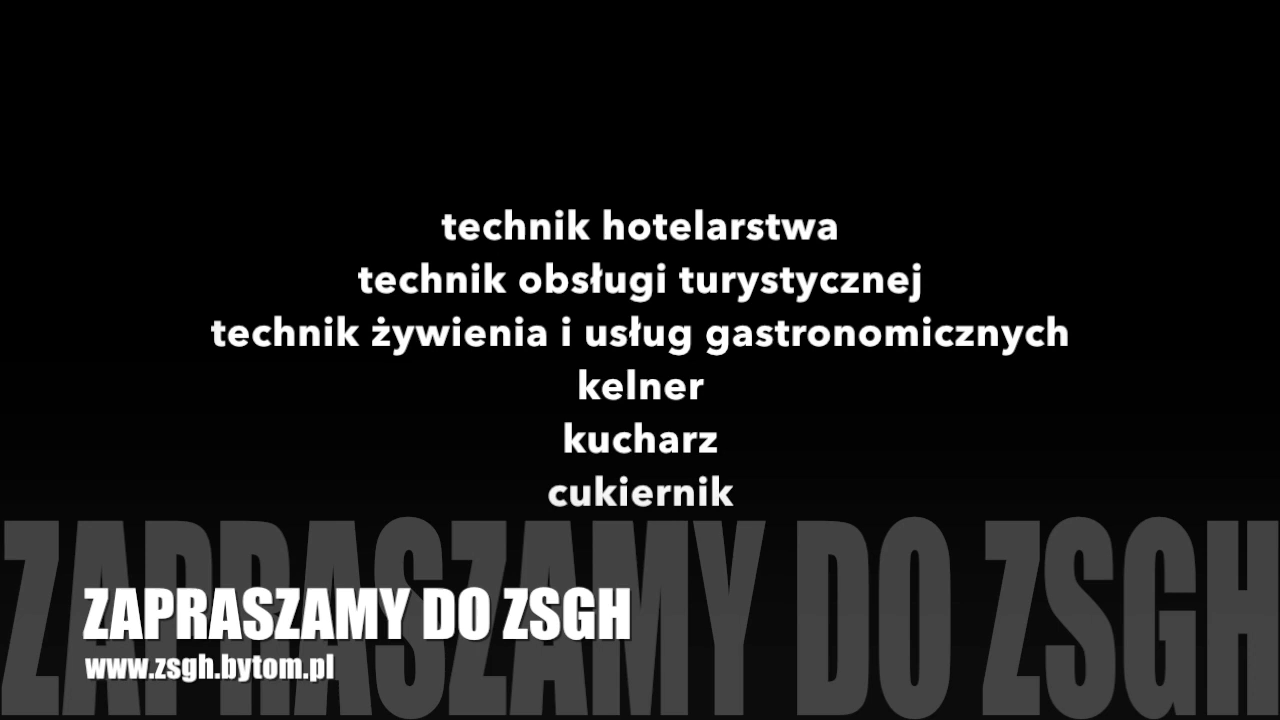 technik hotelarstwa
technik obsługi turystycznej
technik żywienia i usług gastronomicznych
kelner
kucharz
cukiernik
ZAPRASZAMY DO ZSGH
ZAPRASZAMY DO ZSGH
www.zsgh.bytom.pl